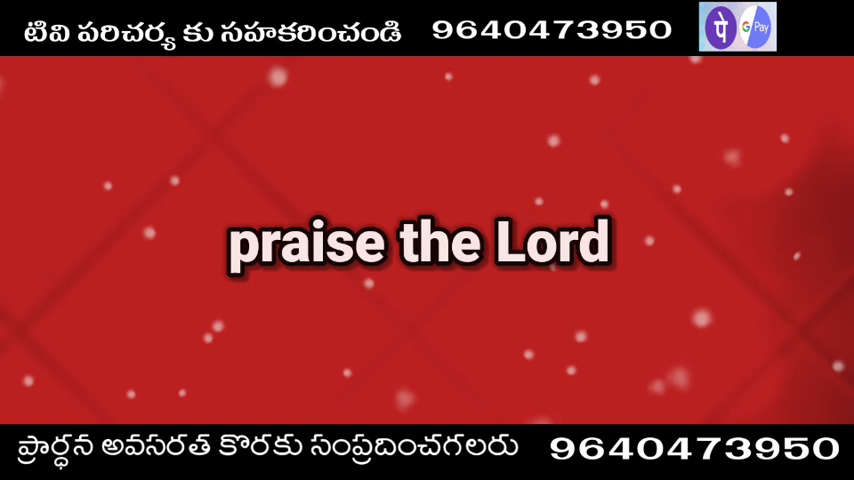 టివి పరిచర్య కు సహకరించండి 9640473950 पे G Pay
praise the Lord
ప్రార్ధన అవసరత కొరకు సంప్రదించగలరు 9640473950